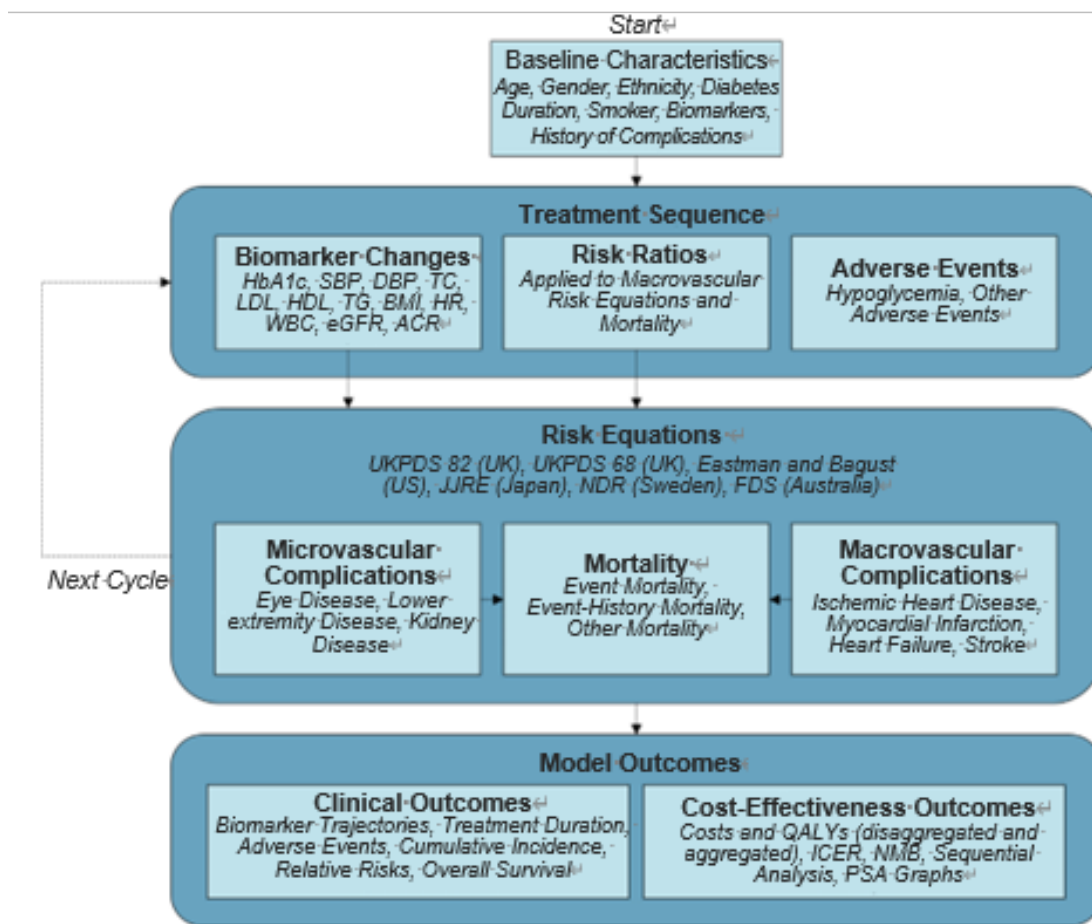 Start
Baseline Characteristics
Age, Gender, Ethnicity, Diabetes
Duration, Smoker, Biomarkers,
History of Complications
Treatment Sequence
Biomarker Changes
HbA1c, SBP, DBP, TC,
LDL, HDL, TG, BMI, HR,
WBC, eGFR, ACR
Risk Ratios
Applied to Macrovascular
Risk Equations and
Mortality
Adverse Events
Hypoglycemia, Other
Adverse Events
Risk Equations
UKPDS 82 (UK), UKPDS 68 (UK), Eastman and Bagust
(US), JJRE (Japan), NDR (Sweden), FDS (Australia)
Microvascular
Complications
Eye Disease, Lower-
extremity Disease, Kidney
Disease
Mortality
Event Mortality,
Event-History Mortality,
Other Mortality
Macrovascular
Complications
Ischemic Heart Disease,
Myocardial Infarction,
Heart Failure, Stroke
Next Cycle
Model Outcomes
Clinical Outcomes
Biomarker Trajectories, Treatment Duration,
Adverse Events, Cumulative Incidence,
Relative Risks, Overall Survival
Cost-Effectiveness Outcomes
Costs and QALYs (disaggregated and
aggregated), ICER, NMB, Sequential
Analysis, PSA Graphs